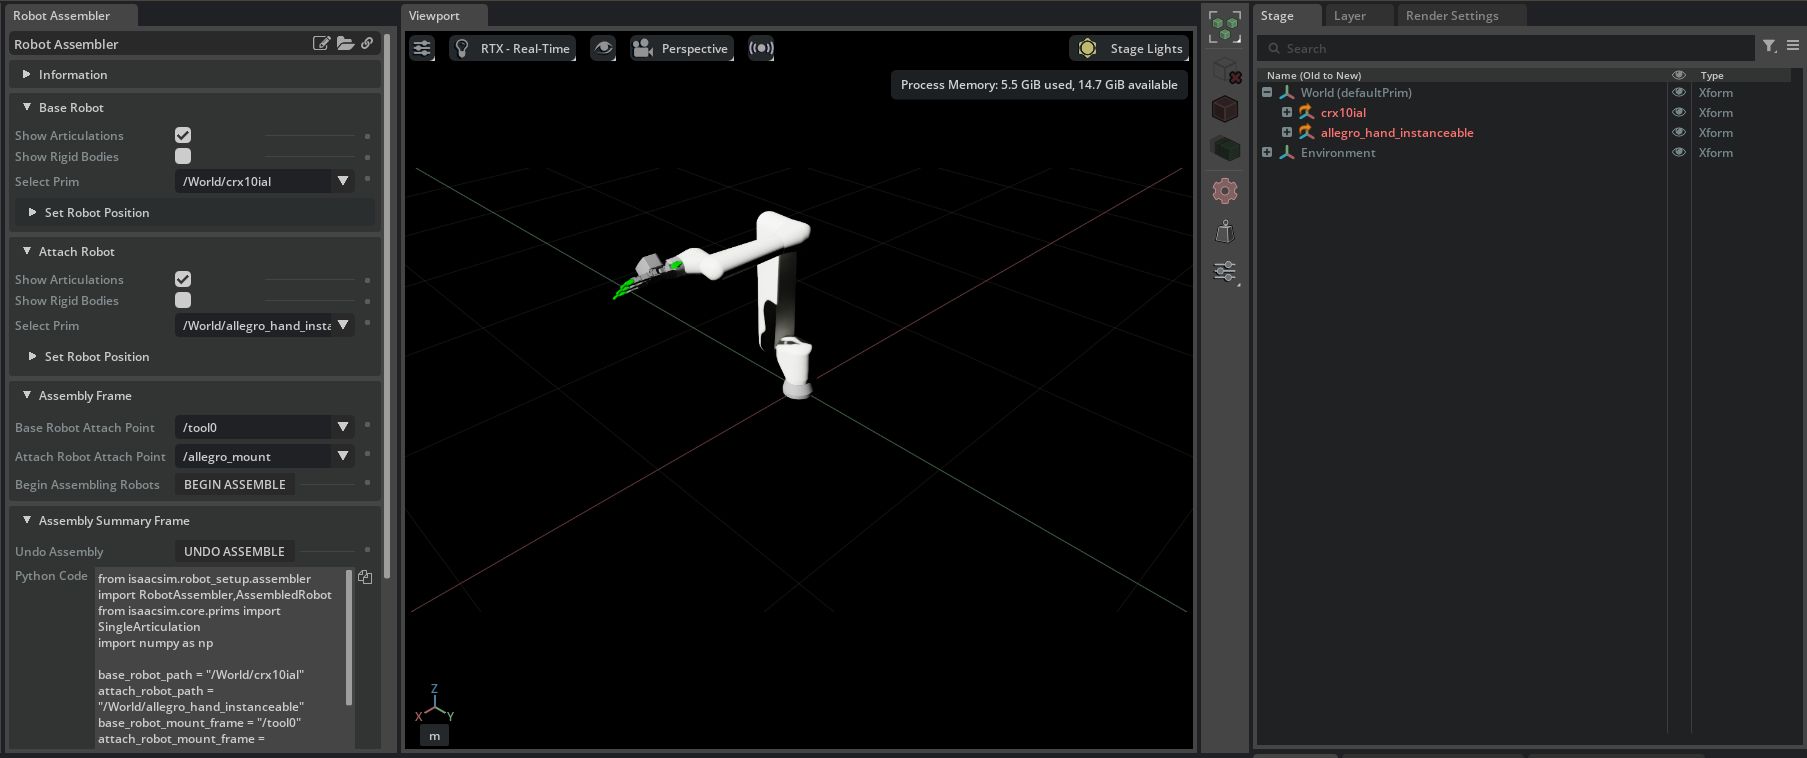 Robot Assembler
Robot Assembler
Information
Base Robot
Show Articulations
Show Rigid Bodies
Select Prim /World/crx10ial
Set Robot Position
Attach Robot
Show Articulations
Show Rigid Bodies
Select Prim /World/allegro_hand_insta
Set Robot Position
Assembly Frame
Base Robot Attach Point /tool0
Attach Robot Attach Point /allegro_mount
Begin Assembling Robots BEGIN ASSEMBLE
Assembly Summary Frame
Undo Assembly UNDO ASSEMBLE
Python Code
from isaacsim.robot_setup.assembler
import RobotAssembler,AssembledRobot
from isaacsim.core.prims import
SingleArticulation
import numpy as np
base_robot_path = "/World/crx10ial"
attach_robot_path =
"/World/allegro_hand_instanceable"
base_robot_mount_frame = "/tool0"
attach_robot_mount_frame =
Viewport
RTX - Real-Time Perspective Stage Lights
Process Memory: 5.5 GiB used, 14.7 GiB available
Z
X Y
m
Stage Layer Render Settings
Search
Name (Old to New) Type
World (defaultPrim) Xform
crx10ial Xform
allegro_hand_instanceable Xform
Environment Xform